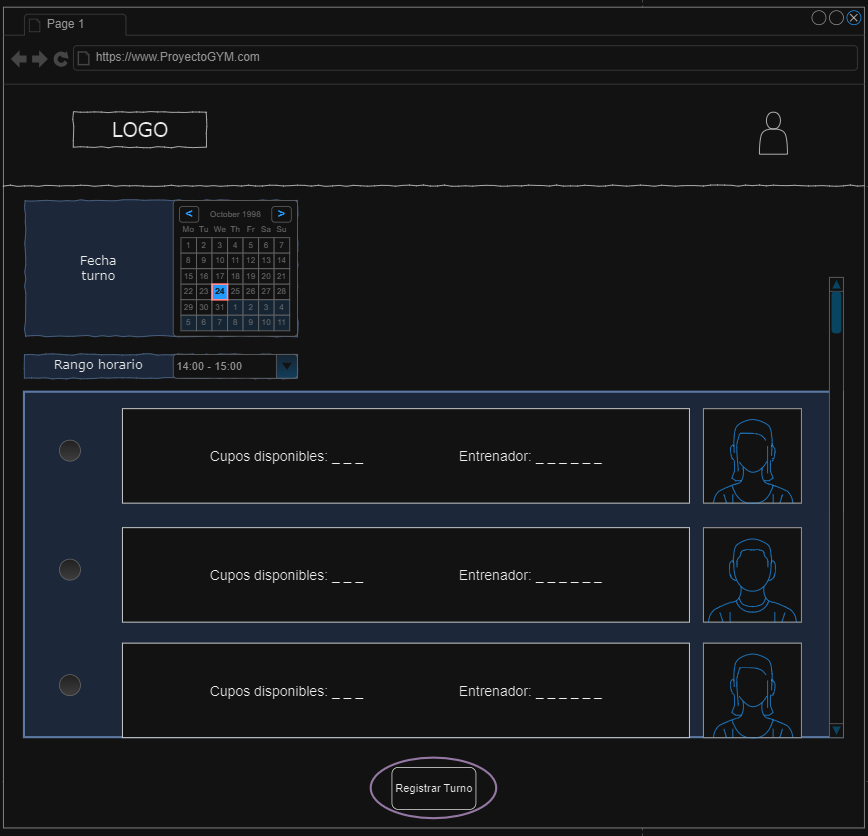 Page 1
https://www.ProyectoGYM.com
LOGO
Fecha
turno
< October 1998 >
Mo Tu We Th Fr Sa Su
1 2 3 4 5 6 7
8 9 10 11 12 13 14
15 16 17 18 19 20 21
22 23 24 25 26 27 28
29 30 31 1 2 3 4
5 6 7 8 9 10 11
Rango horario 14:00 - 15:00
Cupos disponibles: _ _ _ Entrenador: _ _ _ _ _ _
Cupos disponibles: _ _ _ Entrenador: _ _ _ _ _ _
Cupos disponibles: _ _ _ Entrenador: _ _ _ _ _ _
Registrar Turno